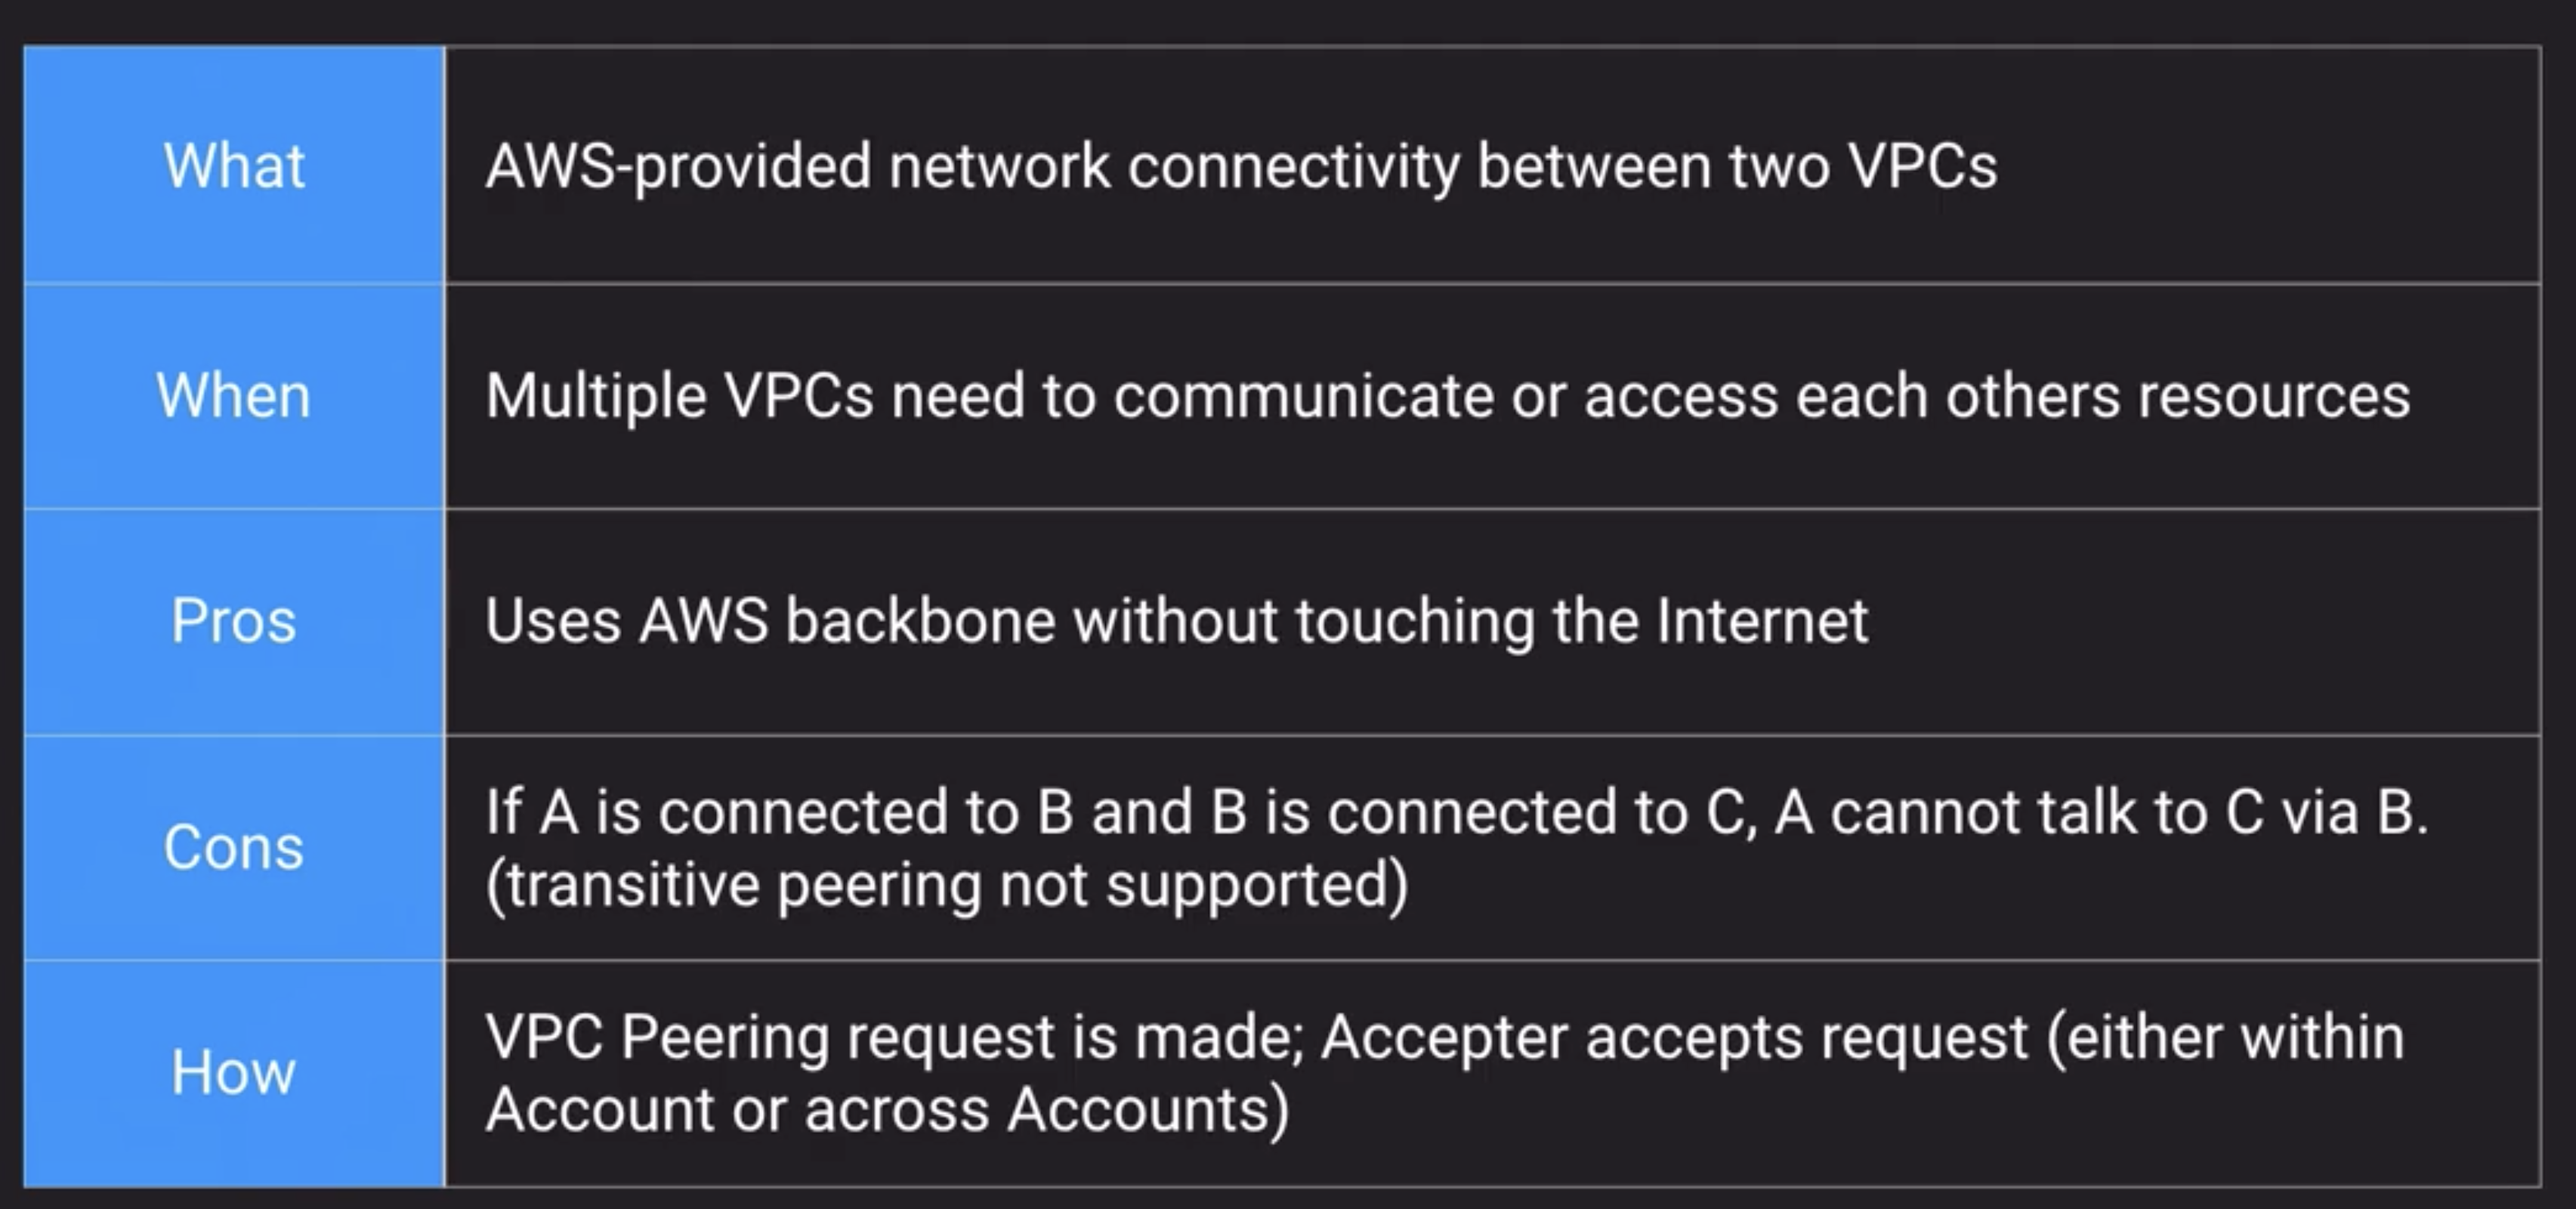 What
AWS-provided network connectivity between two VPCs
When
Multiple VPCs need to communicate or access each others resources
Pros
Uses AWS backbone without touching the Internet
Cons
If A is connected to B and B is connected to C, A cannot talk to C via B.
(transitive peering not supported)
How
VPC Peering request is made; Accepter accepts request (either within
Account or across Accounts)